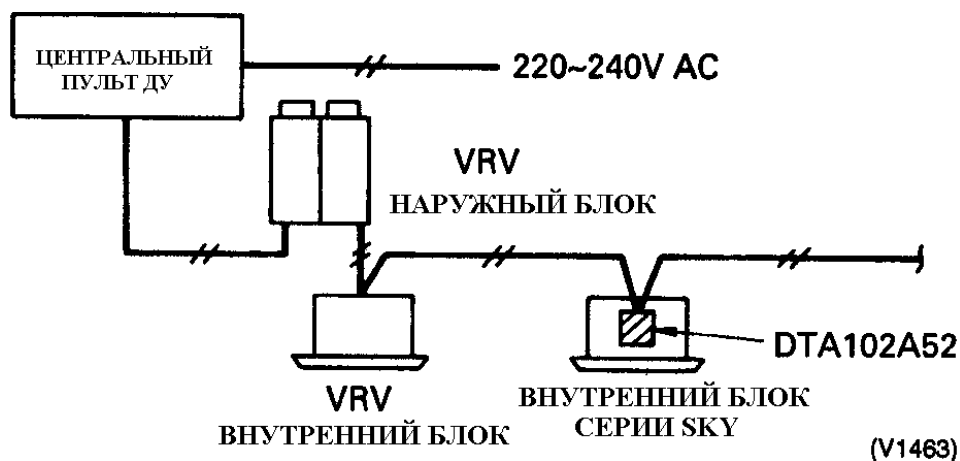 ЦЕНТРАЛЬНЫЙ
ПУЛЬТ ДУ
220~240V AC
VRV
НАРУЖНЫЙ БЛОК
DTA102A52
VRV
ВНУТРЕННИЙ БЛОК
ВНУТРЕННИЙ БЛОК
СЕРИИ SKY
(V1463)